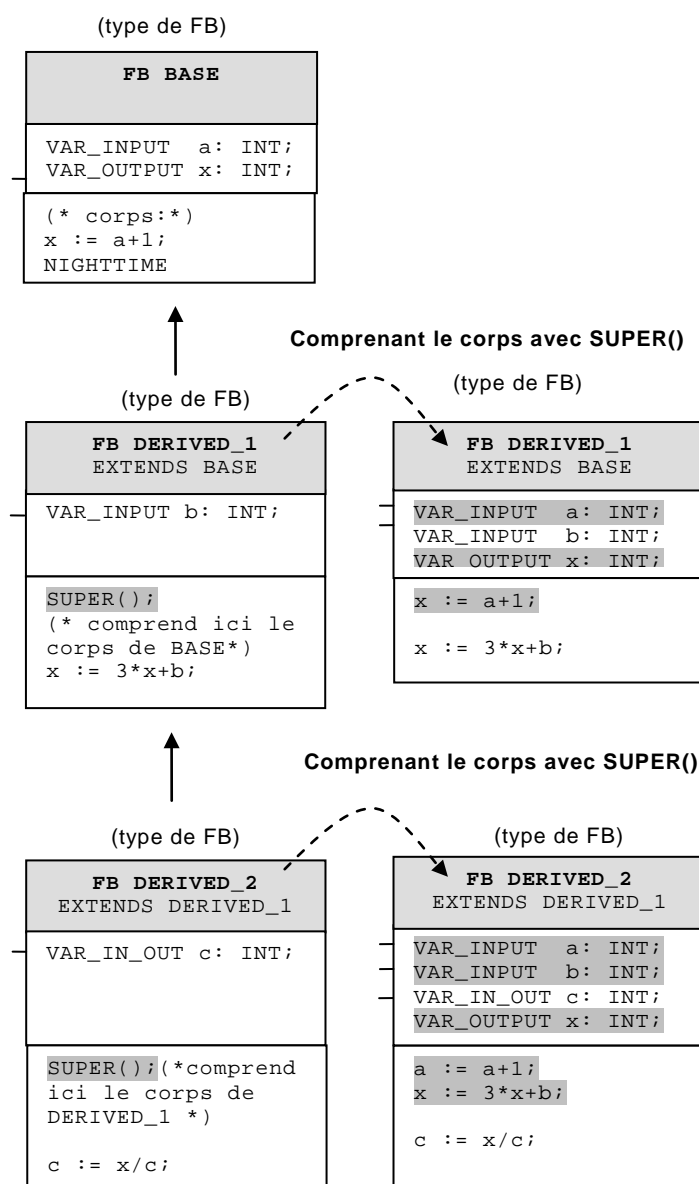 (type de FB)
FB BASE
VAR_INPUT a: INT;
VAR_OUTPUT x: INT;
(* corps:*)
x := a+1;
NIGHTTIME
Comprenant le corps avec SUPER()
(type de FB)
FB DERIVED_1
EXTENDS BASE
VAR_INPUT b: INT;
SUPER();
(* comprend ici le
corps de BASE*)
x := 3*x+b;
(type de FB)
FB DERIVED_1
EXTENDS BASE
VAR_INPUT a: INT;
VAR_INPUT b: INT;
VAR_OUTPUT x: INT;
x := a+1;
x := 3*x+b;
Comprenant le corps avec SUPER()
(type de FB)
FB DERIVED_2
EXTENDS DERIVED_1
VAR_IN_OUT c: INT;
SUPER();(*comprend
ici le corps de
DERIVED_1 *)
c := x/c;
(type de FB)
FB DERIVED_2
EXTENDS DERIVED_1
VAR_INPUT a: INT;
VAR_INPUT b: INT;
VAR_IN_OUT c: INT;
VAR_OUTPUT x: INT;
a := a+1;
x := 3*x+b;
c := x/c;